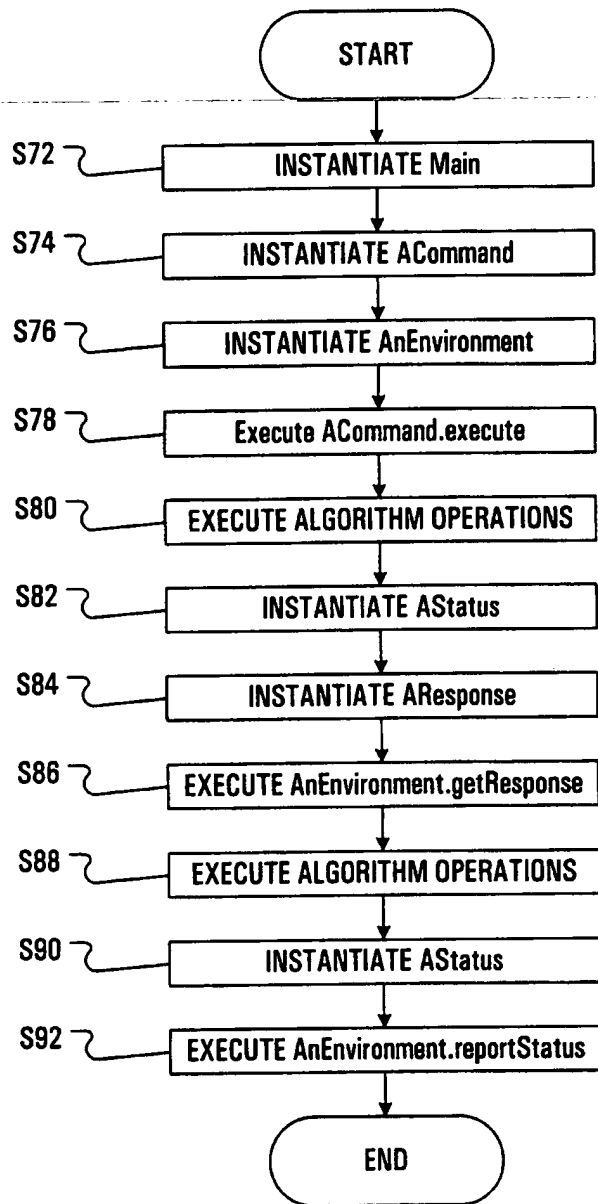 START
S72 INSTANTIATE Main
S74 INSTANTIATE ACommand
S76 INSTANTIATE AnEnvironment
S78 Execute ACommand.execute
S80 EXECUTE ALGORITHM OPERATIONS
S82 INSTANTIATE AStatus
S84 INSTANTIATE AResponse
S86 EXECUTE AnEnvironment.getResponse
S88 EXECUTE ALGORITHM OPERATIONS
S90 INSTANTIATE AStatus
S92 EXECUTE AnEnvironment.reportStatus
END